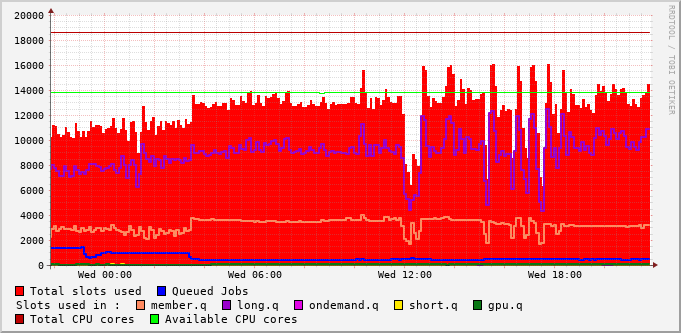 20000
18000
16000
14000
12000
10000
8000
6000
4000
2000
0
Wed 00:00 Wed 06:00 Wed 12:00 Wed 18:00
Total slots used Queued Jobs
Slots used in : member.q long.q ondemand.q short.q gpu.q
Total CPU cores Available CPU cores
RRDTOOL / TOBI OETIKER